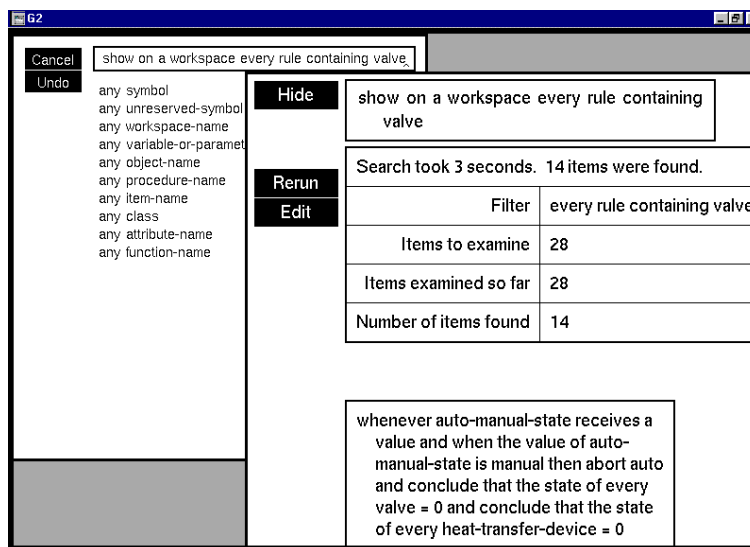 G2
Cancel
Undo
show on a workspace every rule containing valve
any symbol
any unreserved-symbol
any workspace-name
any variable-or-paramet
any object-name
any procedure-name
any item-name
any class
any attribute-name
any function-name
Hide
Rerun
Edit
show on a workspace every rule containing
valve
Search took 3 seconds. 14 items were found.
Filter every rule containing valve
Items to examine 28
Items examined so far 28
Number of items found 14
whenever auto-manual-state receives a
value and when the value of auto-
manual-state is manual then abort auto
and conclude that the state of every
valve = 0 and conclude that the state
of every heat-transfer-device = 0